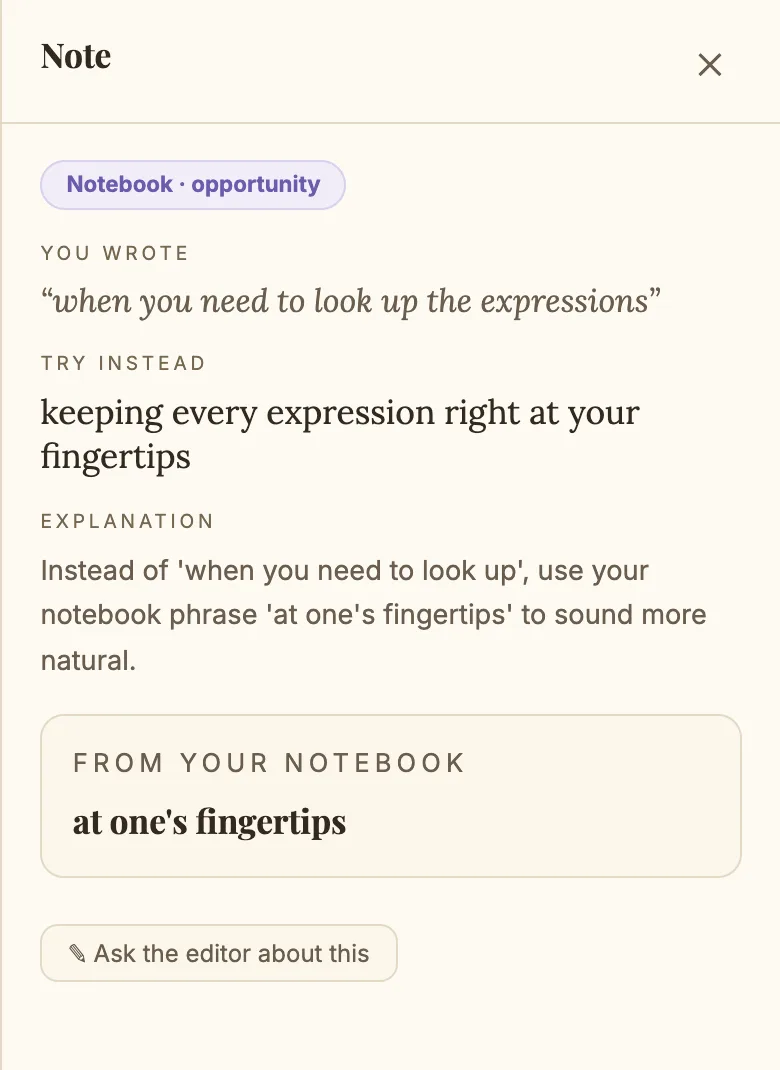 Note
Notebook · opportunity
YOU WROTE
“when you need to look up the expressions”
TRY INSTEAD
keeping every expression right at your
fingertips
EXPLANATION
Instead of 'when you need to look up', use your
notebook phrase 'at one's fingertips' to sound more
natural.
FROM YOUR NOTEBOOK
at one's fingertips
✎ Ask the editor about this